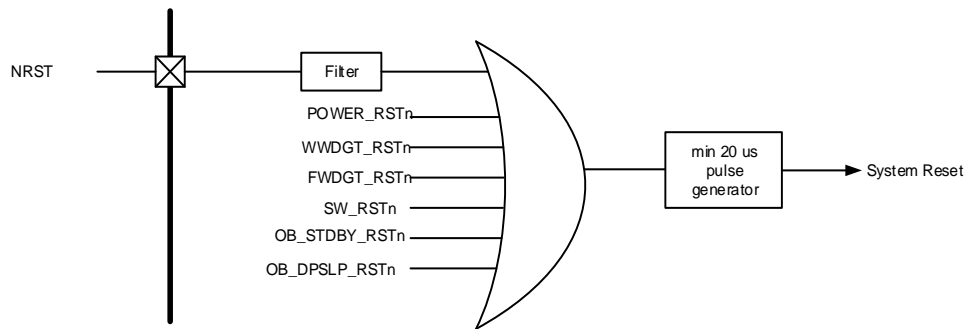 NRST
Filter
POWER_RSTn
WWDGT_RSTn
FWDGT_RSTn
SW_RSTn
OB_STDBY_RSTn
OB_DPSLP_RSTn
min 20 us
pulse
generator
System Reset